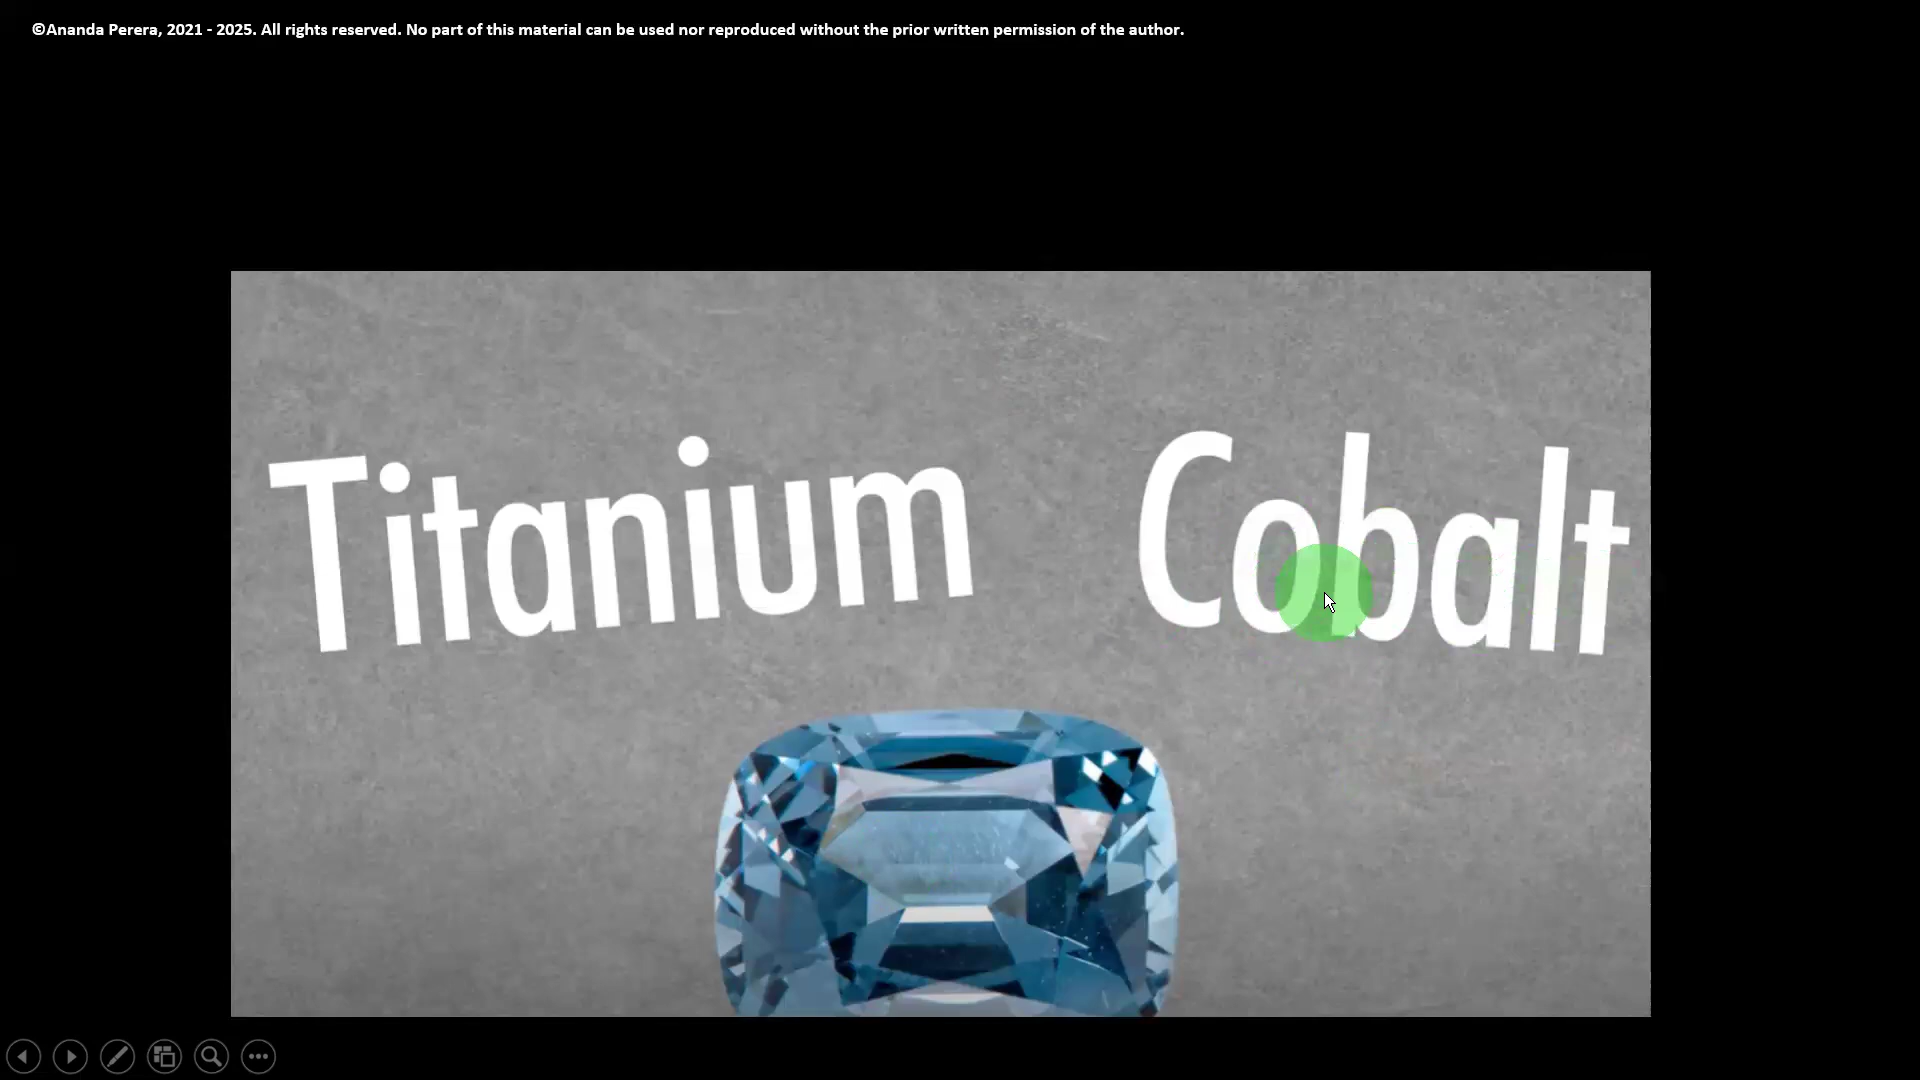 ©Ananda Perera, 2021 - 2025. All rights reserved. No part of this material can be used nor reproduced without the prior written permission of the author.
Titanium Cobalt